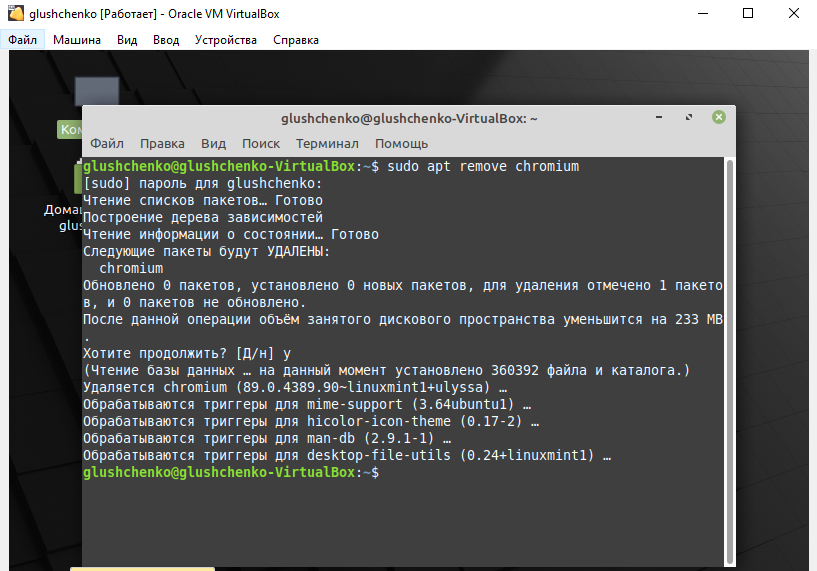 glushchenko [Работает] - Oracle VM VirtualBox
Файл Машина Вид Ввод Устройства Справка
glushchenko@glushchenko-VirtualBox: ~
Файл Правка Вид Поиск Терминал Помощь
glushchenko@glushchenko-VirtualBox:~$ sudo apt remove chromium
[sudo] пароль для glushchenko:
Чтение списков пакетов… Готово
Построение дерева зависимостей
Чтение информации о состоянии… Готово
Следующие пакеты будут УДАЛЕНЫ:
chromium
Обновлено 0 пакетов, установлено 0 новых пакетов, для удаления отмечено 1 пакето
в, и 0 пакетов не обновлено.
После данной операции объём занятого дискового пространства уменьшится на 233 MB
.
Хотите продолжить? [Д/н] y
(Чтение базы данных … на данный момент установлено 360392 файла и каталога.)
Удаляется chromium (89.0.4389.90~linuxmint1+ulyssa) …
Обрабатываются триггеры для mime-support (3.64ubuntu1) …
Обрабатываются триггеры для hicolor-icon-theme (0.17-2) …
Обрабатываются триггеры для man-db (2.9.1-1) …
Обрабатываются триггеры для desktop-file-utils (0.24+linuxmint1) …
glushchenko@glushchenko-VirtualBox:~$